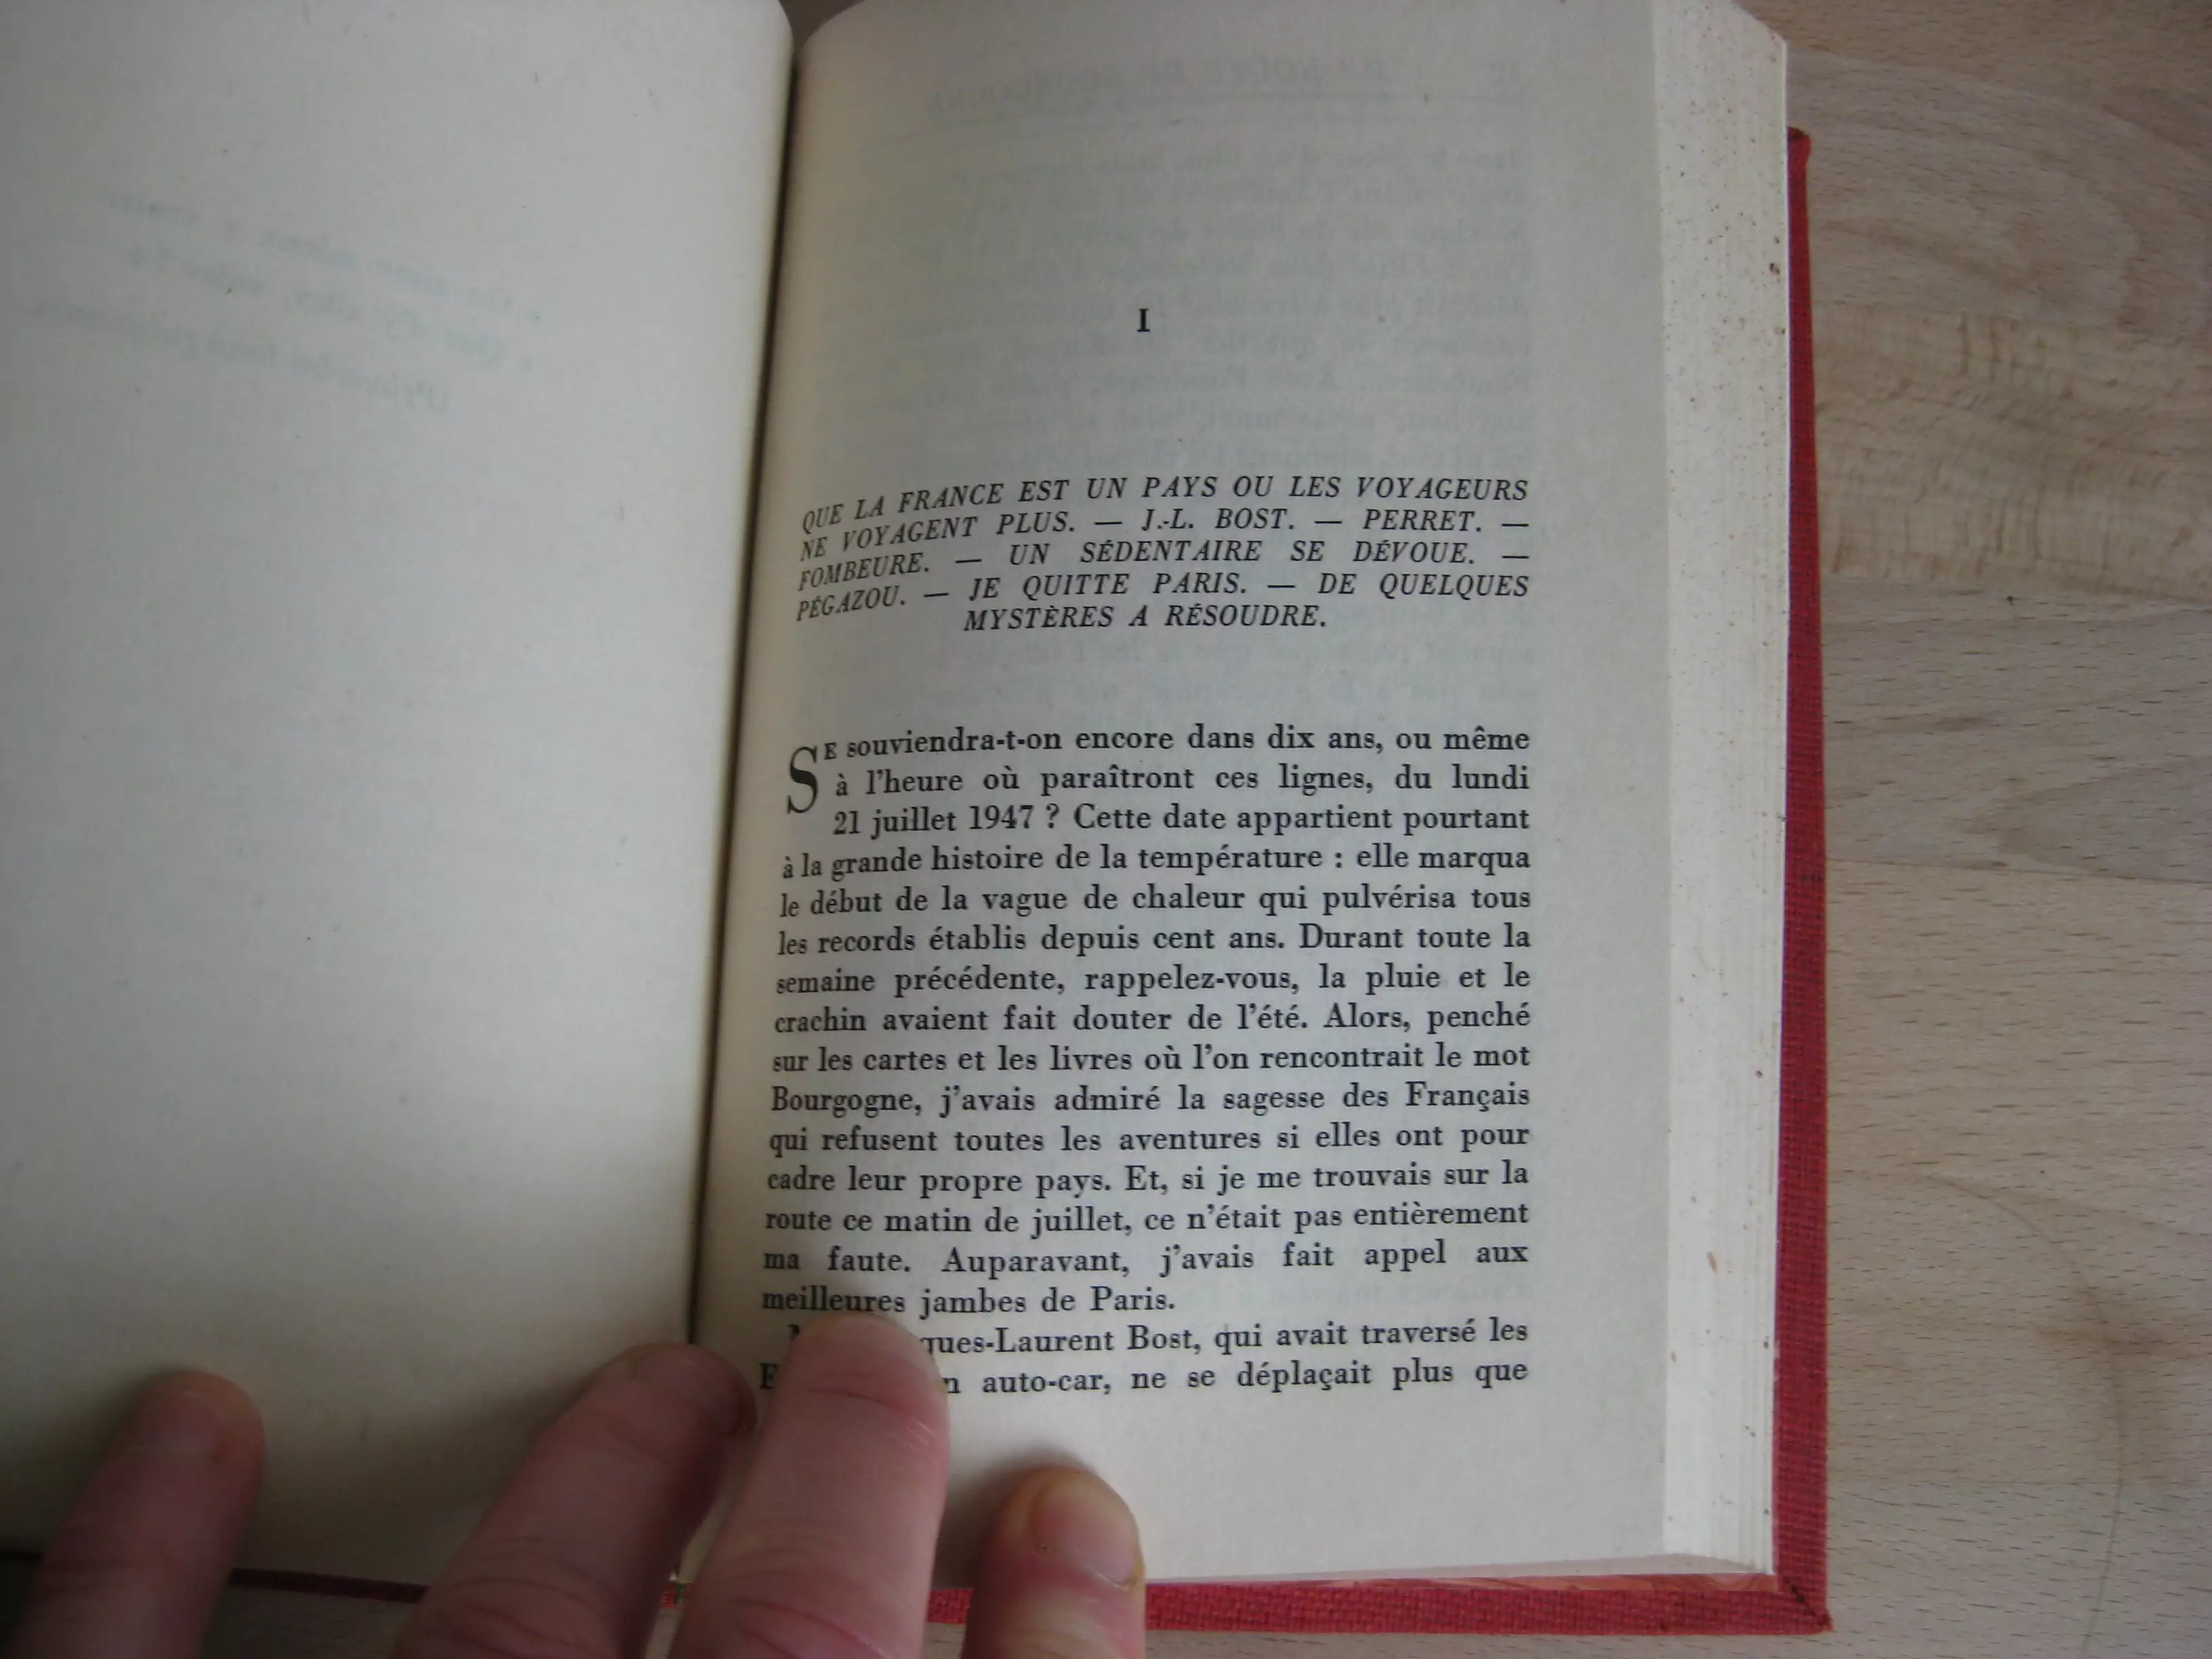 I
QUE LA FRANCE EST UN PAYS OU LES VOYAGEURS
NE VOYAGENT PLUS. — J.-L. BOST. — PERRET. —
FOMBEURE. — UN SÉDENTAIRE SE DÉVOUE. —
PÉGAZOU. — JE QUITTE PARIS. — DE QUELQUES
MYSTÈRES A RÉSOUDRE.
SE souviendra-t-on encore dans dix ans, ou même
à l'heure où paraîtront ces lignes, du lundi
21 juillet 1947 ? Cette date appartient pourtant
à la grande histoire de la température : elle marqua
le début de la vague de chaleur qui pulvérisa tous
les records établis depuis cent ans. Durant toute la
semaine précédente, rappelez-vous, la pluie et le
crachin avaient fait douter de l'été. Alors, penché
sur les cartes et les livres où l'on rencontrait le mot
Bourgogne, j'avais admiré la sagesse des Français
qui refusent toutes les aventures si elles ont pour
cadre leur propre pays. Et, si je me trouvais sur la
route ce matin de juillet, ce n'était pas entièrement
ma faute. Auparavant, j'avais fait appel aux
meilleures jambes de Paris.
ques-Laurent Bost, qui avait traversé les
auto-car, ne se déplaçait plus que